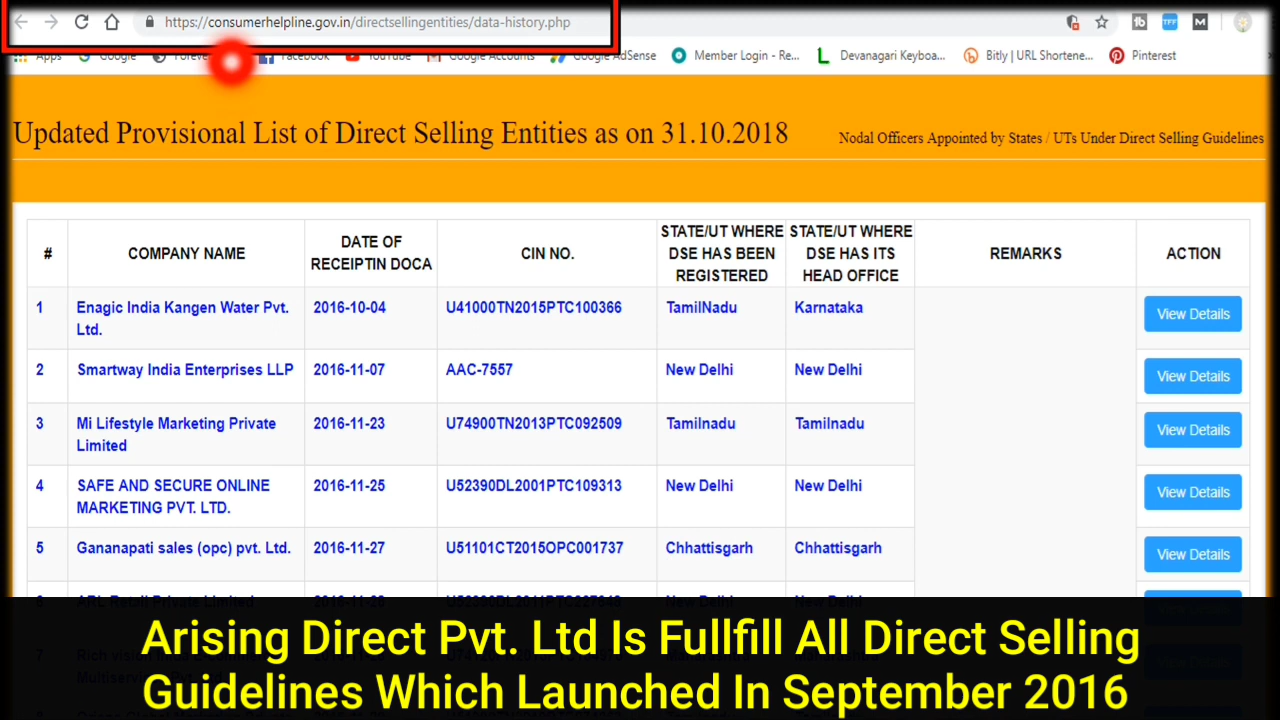 https://consumerhelpline.gov.in/directsellingentities/data-history.php
Apps Google Facebook YouTube Google Accounts Google AdSense Member Login - Re... Devanagari Keyboa... Bitly | URL Shortene... Pinterest
Updated Provisional List of Direct Selling Entities as on 31.10.2018 Nodal Officers Appointed by States / UTs Under Direct Selling Guidelines
# COMPANY NAME DATE OF RECEIPTIN DOCA CIN NO. STATE/UT WHERE DSE HAS BEEN REGISTERED STATE/UT WHERE DSE HAS ITS HEAD OFFICE REMARKS ACTION
1 Enagic India Kangen Water Pvt. Ltd. 2016-10-04 U41000TN2015PTC100366 TamilNadu Karnataka View Details
2 Smartway India Enterprises LLP 2016-11-07 AAC-7557 New Delhi New Delhi View Details
3 Mi Lifestyle Marketing Private Limited 2016-11-23 U74900TN2013PTC092509 Tamilnadu Tamilnadu View Details
4 SAFE AND SECURE ONLINE MARKETING PVT. LTD. 2016-11-25 U52390DL2001PTC109313 New Delhi New Delhi View Details
5 Gananapati sales (opc) pvt. Ltd. 2016-11-27 U51101CT2015OPC001737 Chhattisgarh Chhattisgarh View Details
Arising Direct Pvt. Ltd Is Fullfill All Direct Selling
Guidelines Which Launched In September 2016